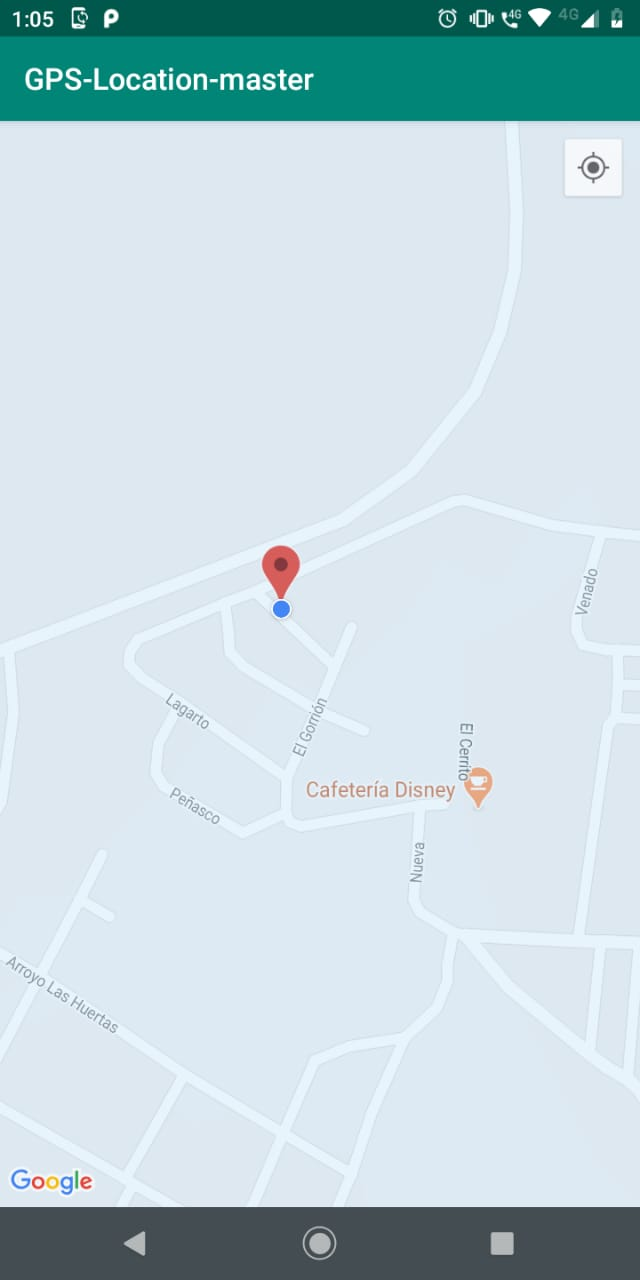 1:05
4G
4G
GPS-Location-master
Venado
Lagarto
El Gorrión
El Cerrito
Cafetería Disney
Peñasco
Nueva
Arroyo Las Huertas
Google